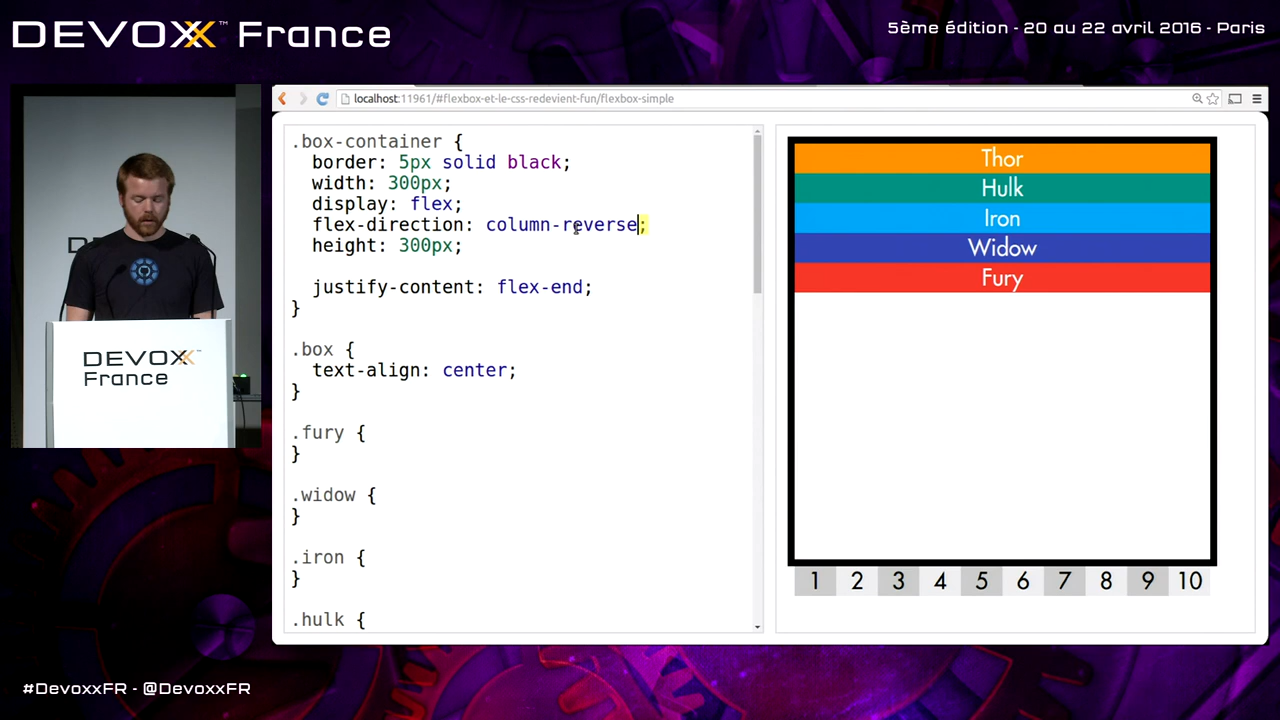 DEVOXX™ France
5ème édition - 20 au 22 avril 2016 - Paris
localhost:11961/#flexbox-et-le-css-redevient-fun/flexbox-simple
.box-container {
border: 5px solid black;
width: 300px;
display: flex;
flex-direction: column-reverse;
height: 300px;
justify-content: flex-end;
}
.box {
text-align: center;
}
.fury {
}
.widow {
}
.iron {
}
.hulk {
Thor
Hulk
Iron
Widow
Fury
1 2 3 4 5 6 7 8 9 10
DEVOXX™
France
#DevoxxFR - @DevoxxFR